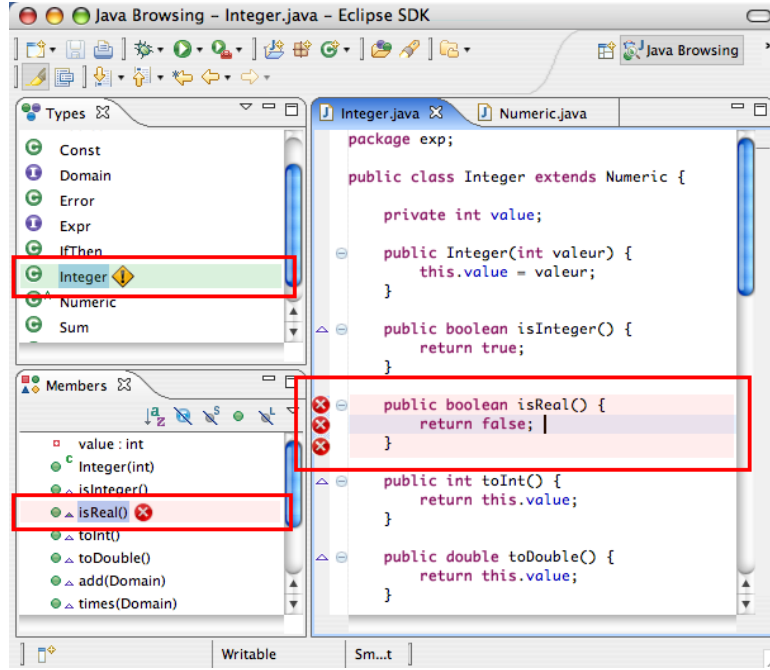 Java Browsing – Integer.java – Eclipse SDK
Java Browsing
Types
Const
Domain
Error
Expr
IfThen
Integer
Numeric
Sum
Members
value : int
Integer(int)
isInteger()
isReal()
toInt()
toDouble()
add(Domain)
times(Domain)
Integer.java
Numeric.java
package exp;
public class Integer extends Numeric {
private int value;
public Integer(int valeur) {
this.value = valeur;
}
public boolean isInteger() {
return true;
}
public boolean isReal() {
return false;
}
public int toInt() {
return this.value;
}
public double toDouble() {
return this.value;
}
Writable
Sm...t